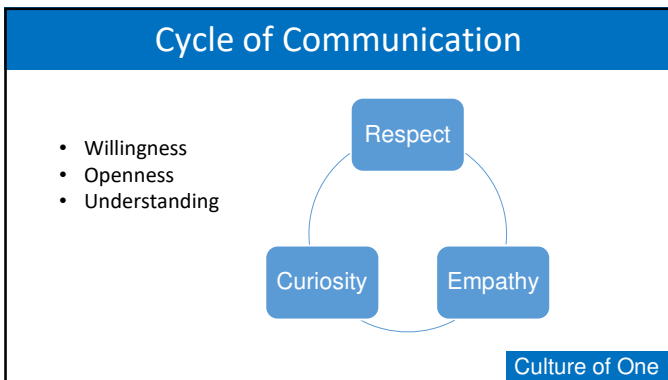 Cycle of Communication
• Willingness
• Openness
• Understanding
Respect
Curiosity
Empathy
Culture of One